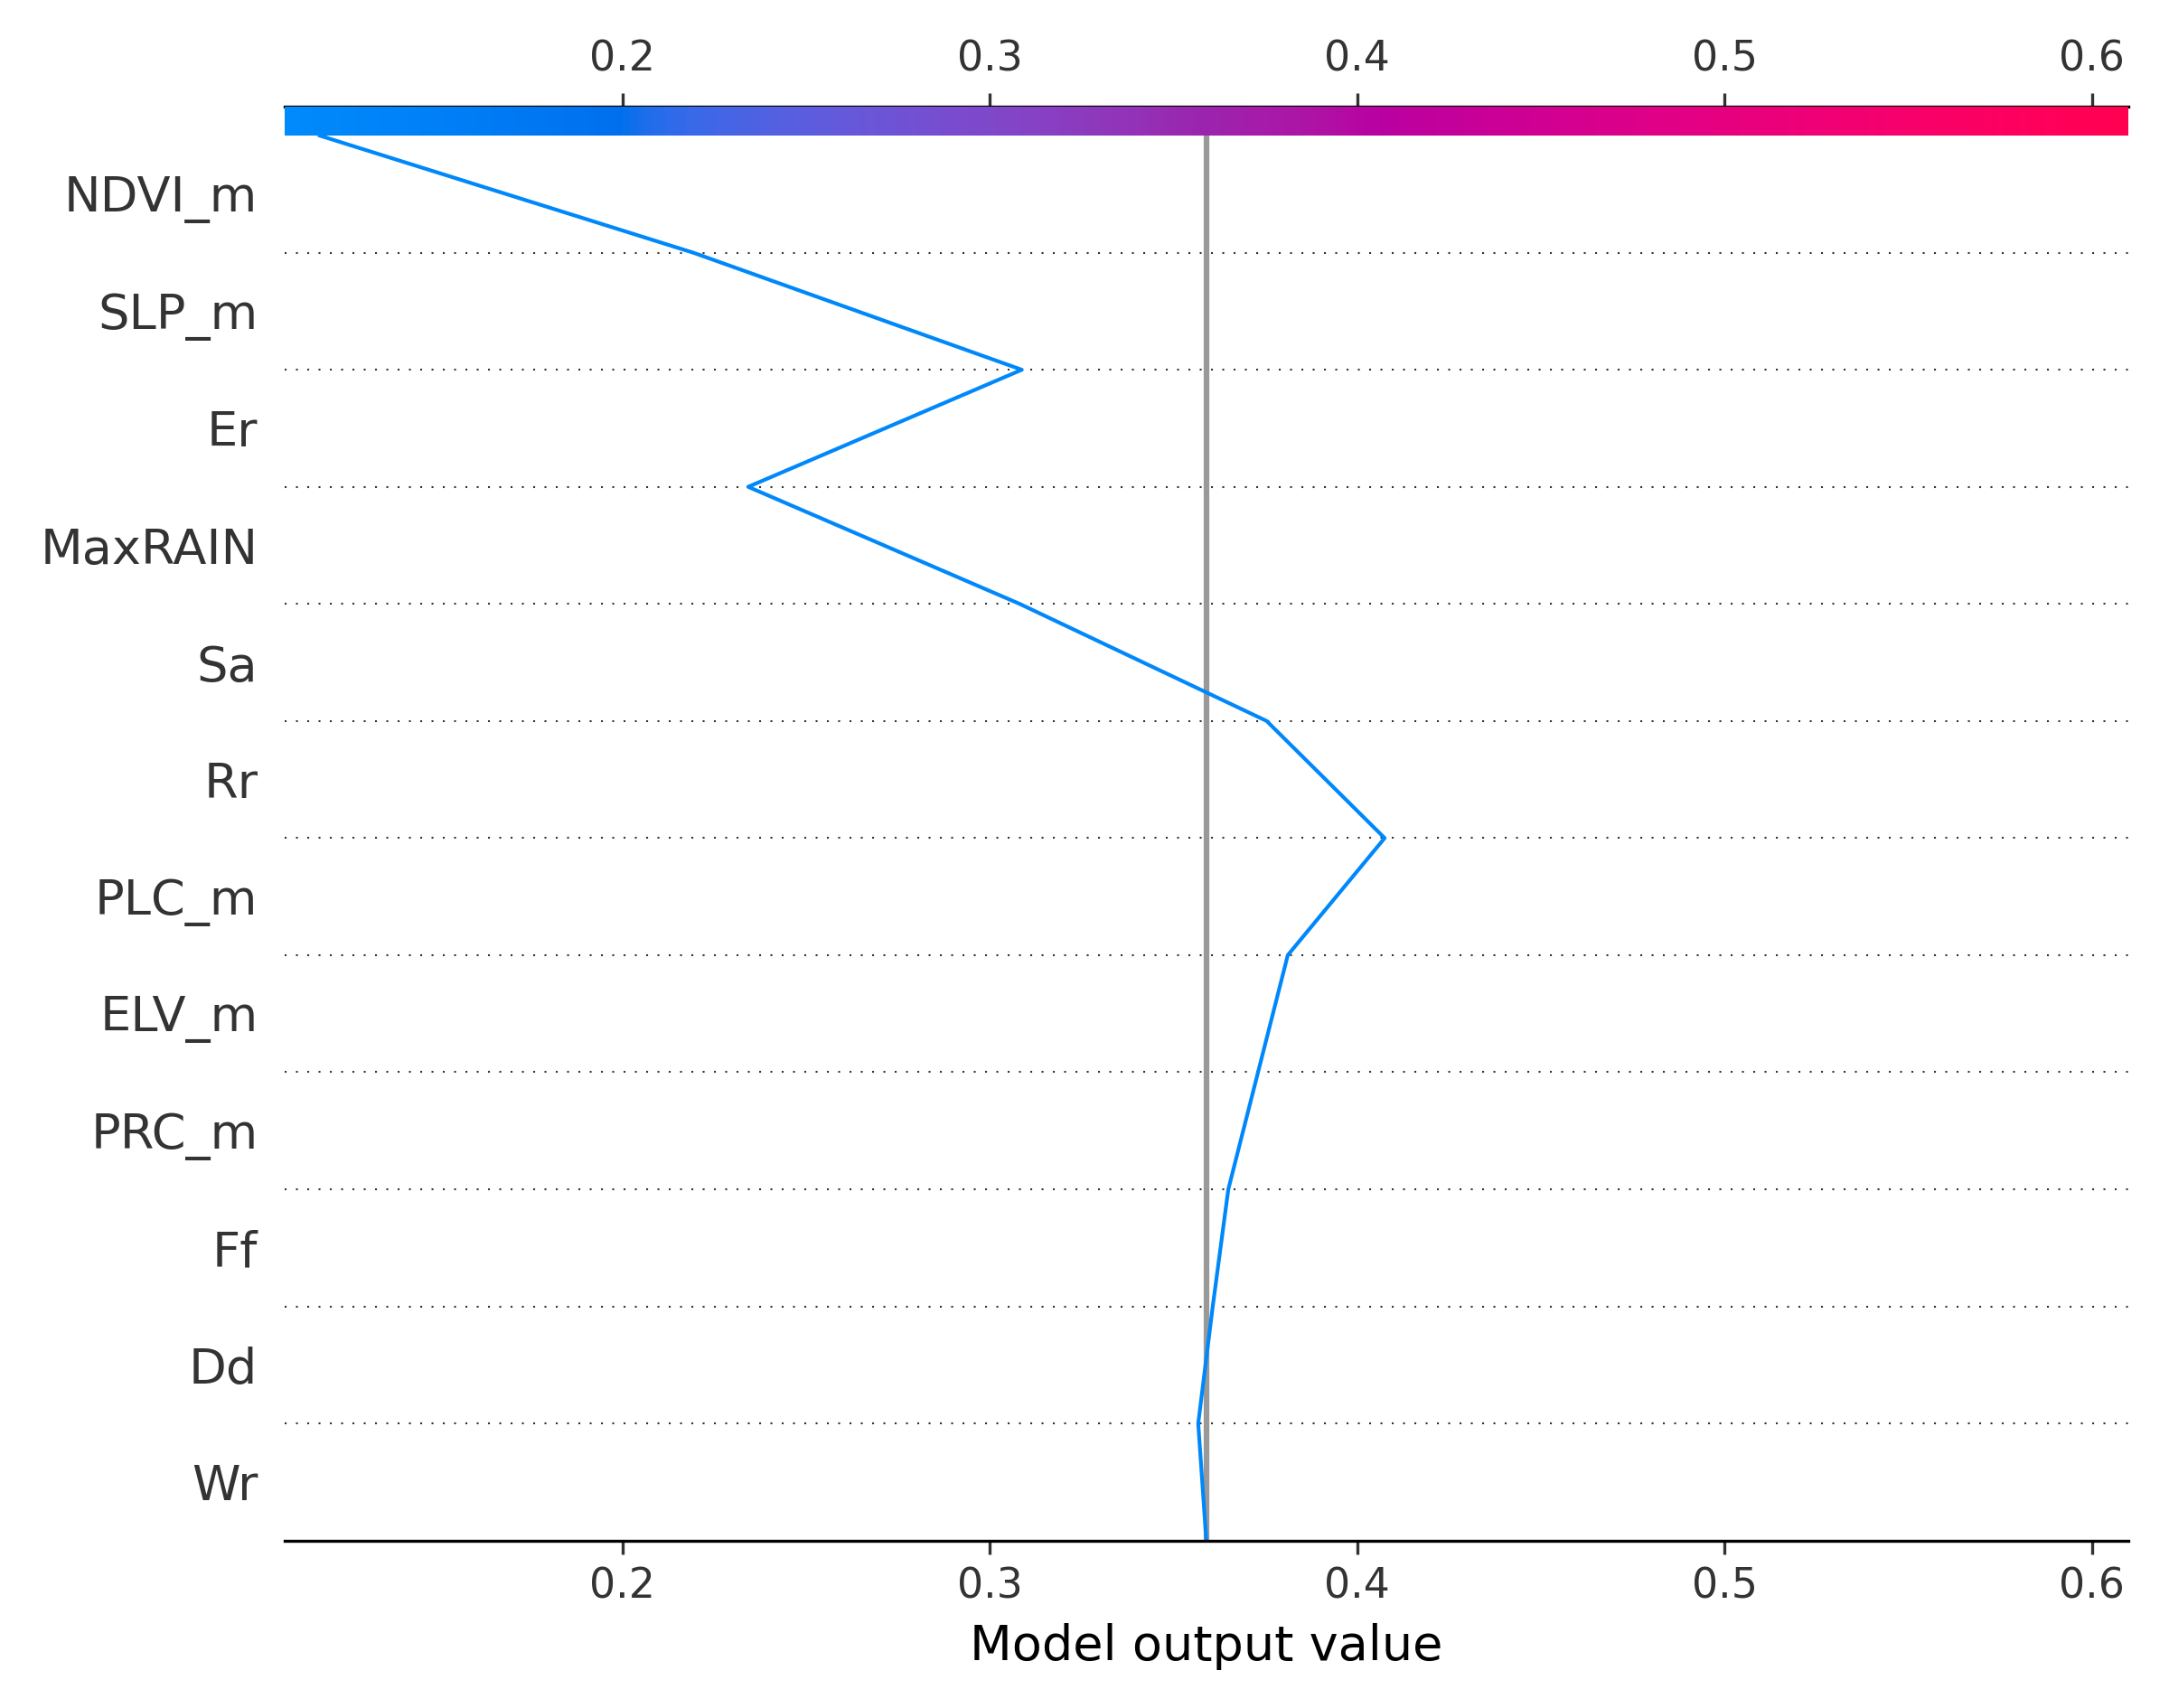 0.2 0.3 0.4 0.5 0.6
NDVI_m
SLP_m
Er
MaxRAIN
Sa
Rr
PLC_m
ELV_m
PRC_m
Ff
Dd
Wr
0.2 0.3 0.4 0.5 0.6
Model output value